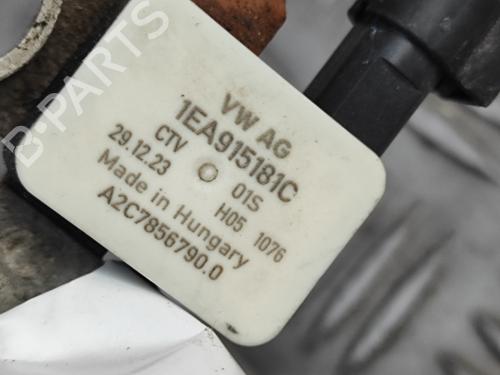 B-PARTS
VW AG
1EA915181C
CTV 01S
29.12.23 H05 1076
Made in Hungary
A2C7856790.0